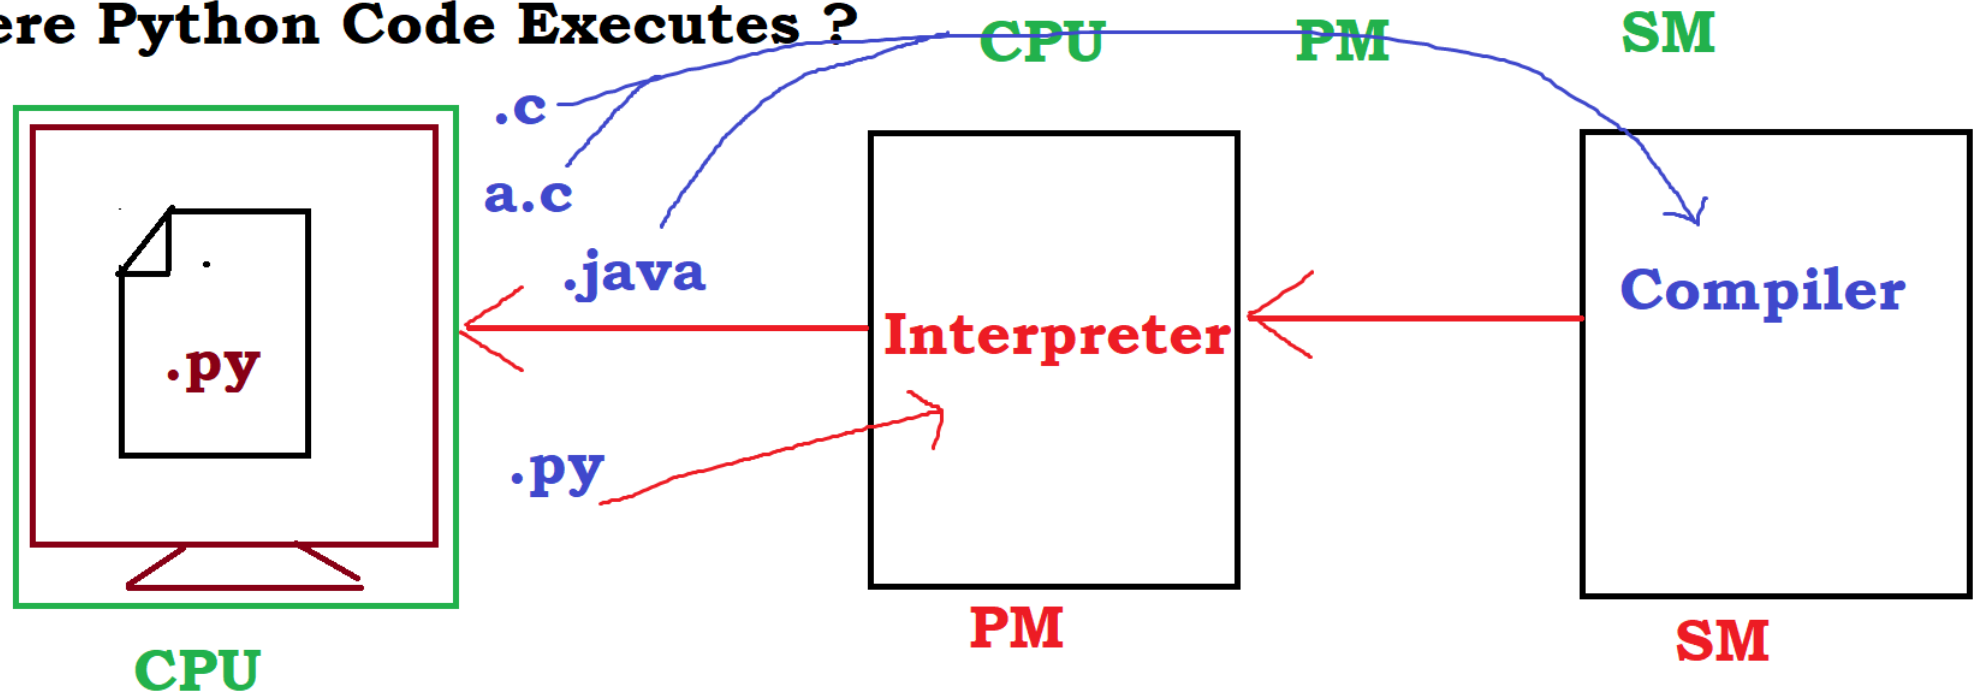 ere Python Code Executes ?
CPU PM SM
.c
a.c
.java
Compiler
Interpreter
.py
.py
PM
SM
CPU